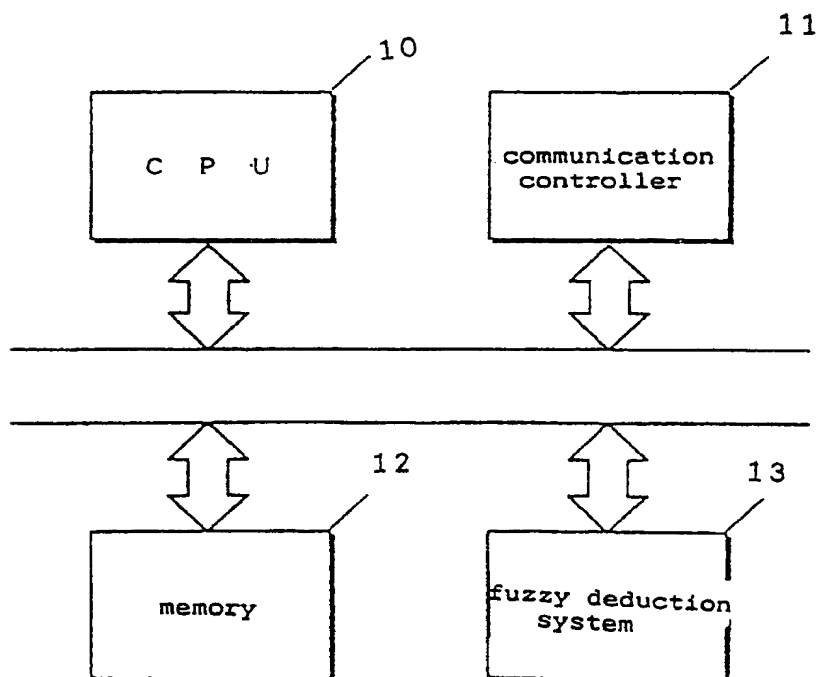 10
11
C P U
communication
controller
12
13
memory
fuzzy deduction
system